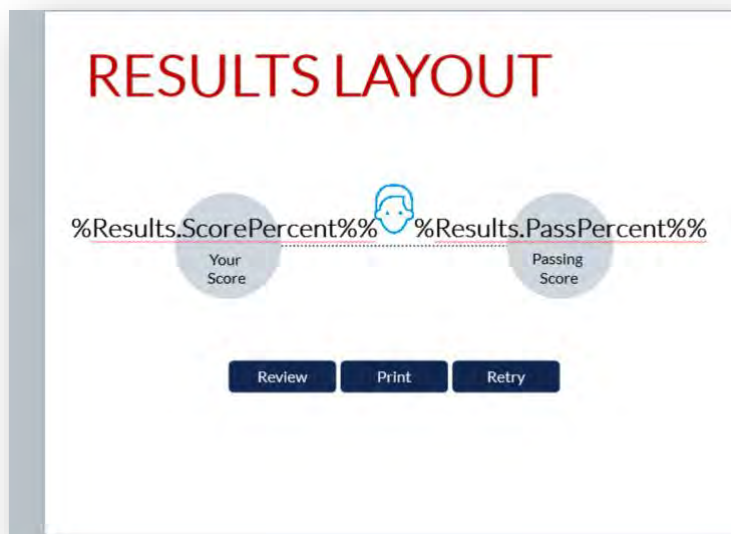 RESULTS LAYOUT
%Results.ScorePercent%% %Results.PassPercent%%
Your
Score
Passing
Score
Review Print Retry